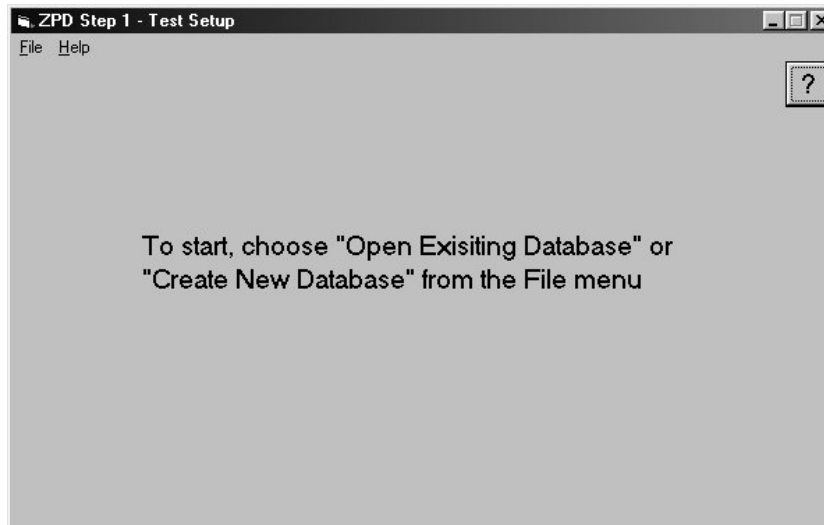 ZPD Step 1 - Test Setup
File Help
?
To start, choose "Open Exisiting Database" or
"Create New Database" from the File menu